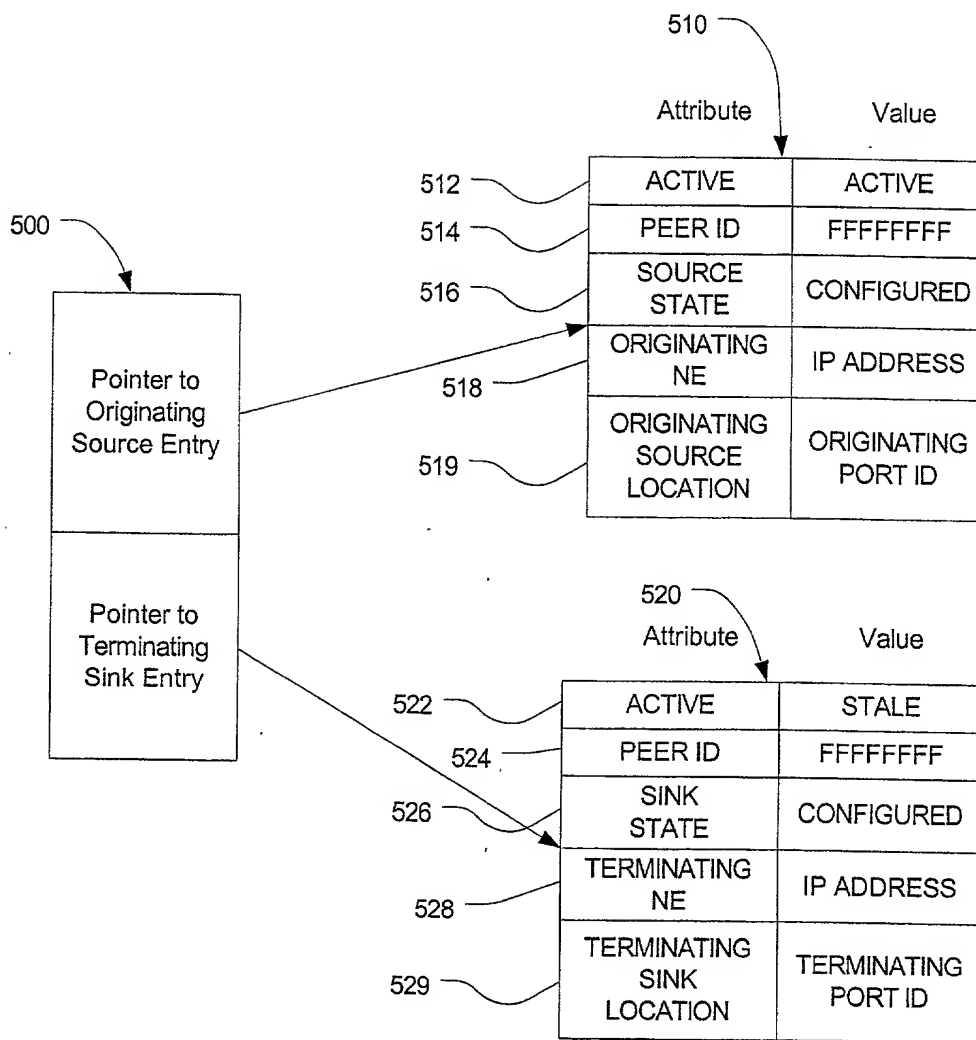 510
Attribute Value
512 ACTIVE ACTIVE
514 PEER ID FFFFFFFF
516 SOURCE
STATE CONFIGURED
518 ORIGINATING
NE IP ADDRESS
519 ORIGINATING
SOURCE
LOCATION
ORIGINATING
PORT ID
500
Pointer to
Originating
Source Entry
Pointer to
Terminating
Sink Entry
520
Attribute Value
522 ACTIVE STALE
524 PEER ID FFFFFFFF
526 SINK
STATE CONFIGURED
528 TERMINATING
NE IP ADDRESS
529 TERMINATING
SINK
LOCATION
TERMINATING
PORT ID